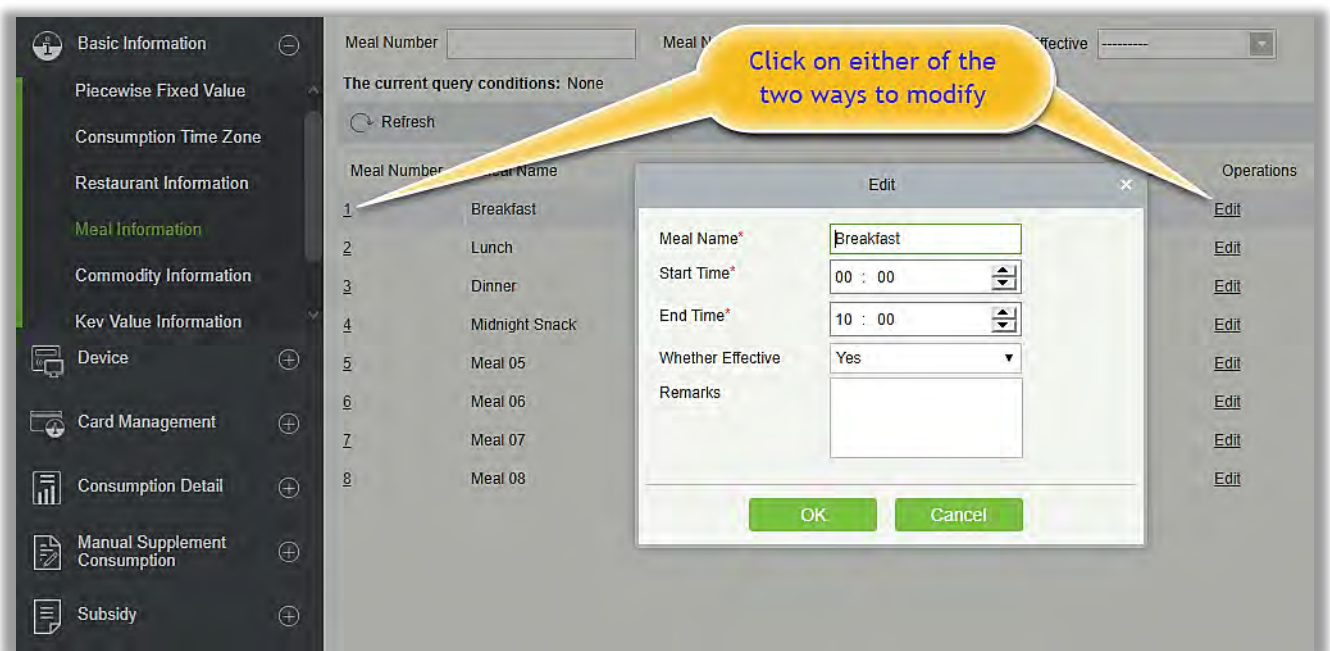 Basic Information
Piecewise Fixed Value
Consumption Time Zone
Restaurant Information
Meal Information
Commodity Information
Key Value Information
Device
Card Management
Consumption Detail
Manual Supplement
Consumption
Subsidy
Meal Number Meal N ffective ---------
The current query conditions: None
Refresh
Click on either of the
two ways to modify
Meal Number Meal Name Operations
1 Breakfast Edit
2 Lunch Edit
3 Dinner Edit
4 Midnight Snack Edit
5 Meal 05 Edit
6 Meal 06 Edit
7 Meal 07 Edit
8 Meal 08 Edit
Edit ×
Meal Name* Breakfast
Start Time* 00 : 00
End Time* 10 : 00
Whether Effective Yes
Remarks
OK Cancel